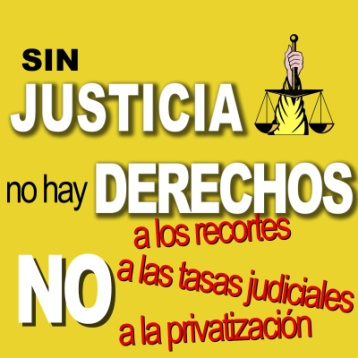 SIN
JUSTICIA
no hay DERECHOS
a los recortes
NO a las tasas judiciales
a la privatización